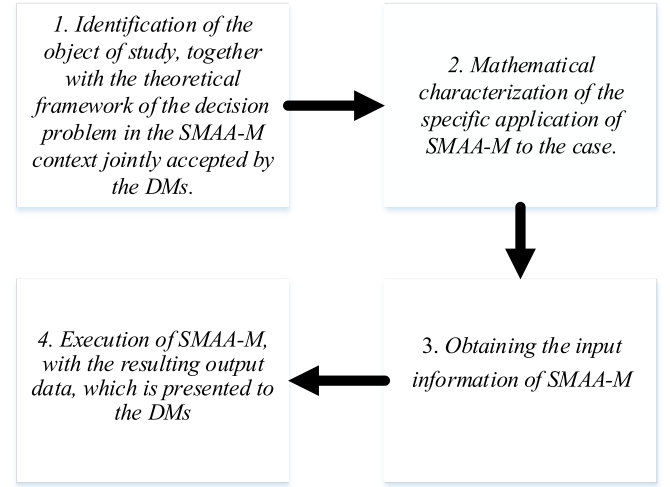 1. Identification of the
object of study, together
with the theoretical
framework of the decision
problem in the SMAA-M
context jointly accepted by
the DMs.
2. Mathematical
characterization of the
specific application of
SMAA-M to the case.
3. Obtaining the input
information of SMAA-M
4. Execution of SMAA-M,
with the resulting output
data, which is presented to
the DMs